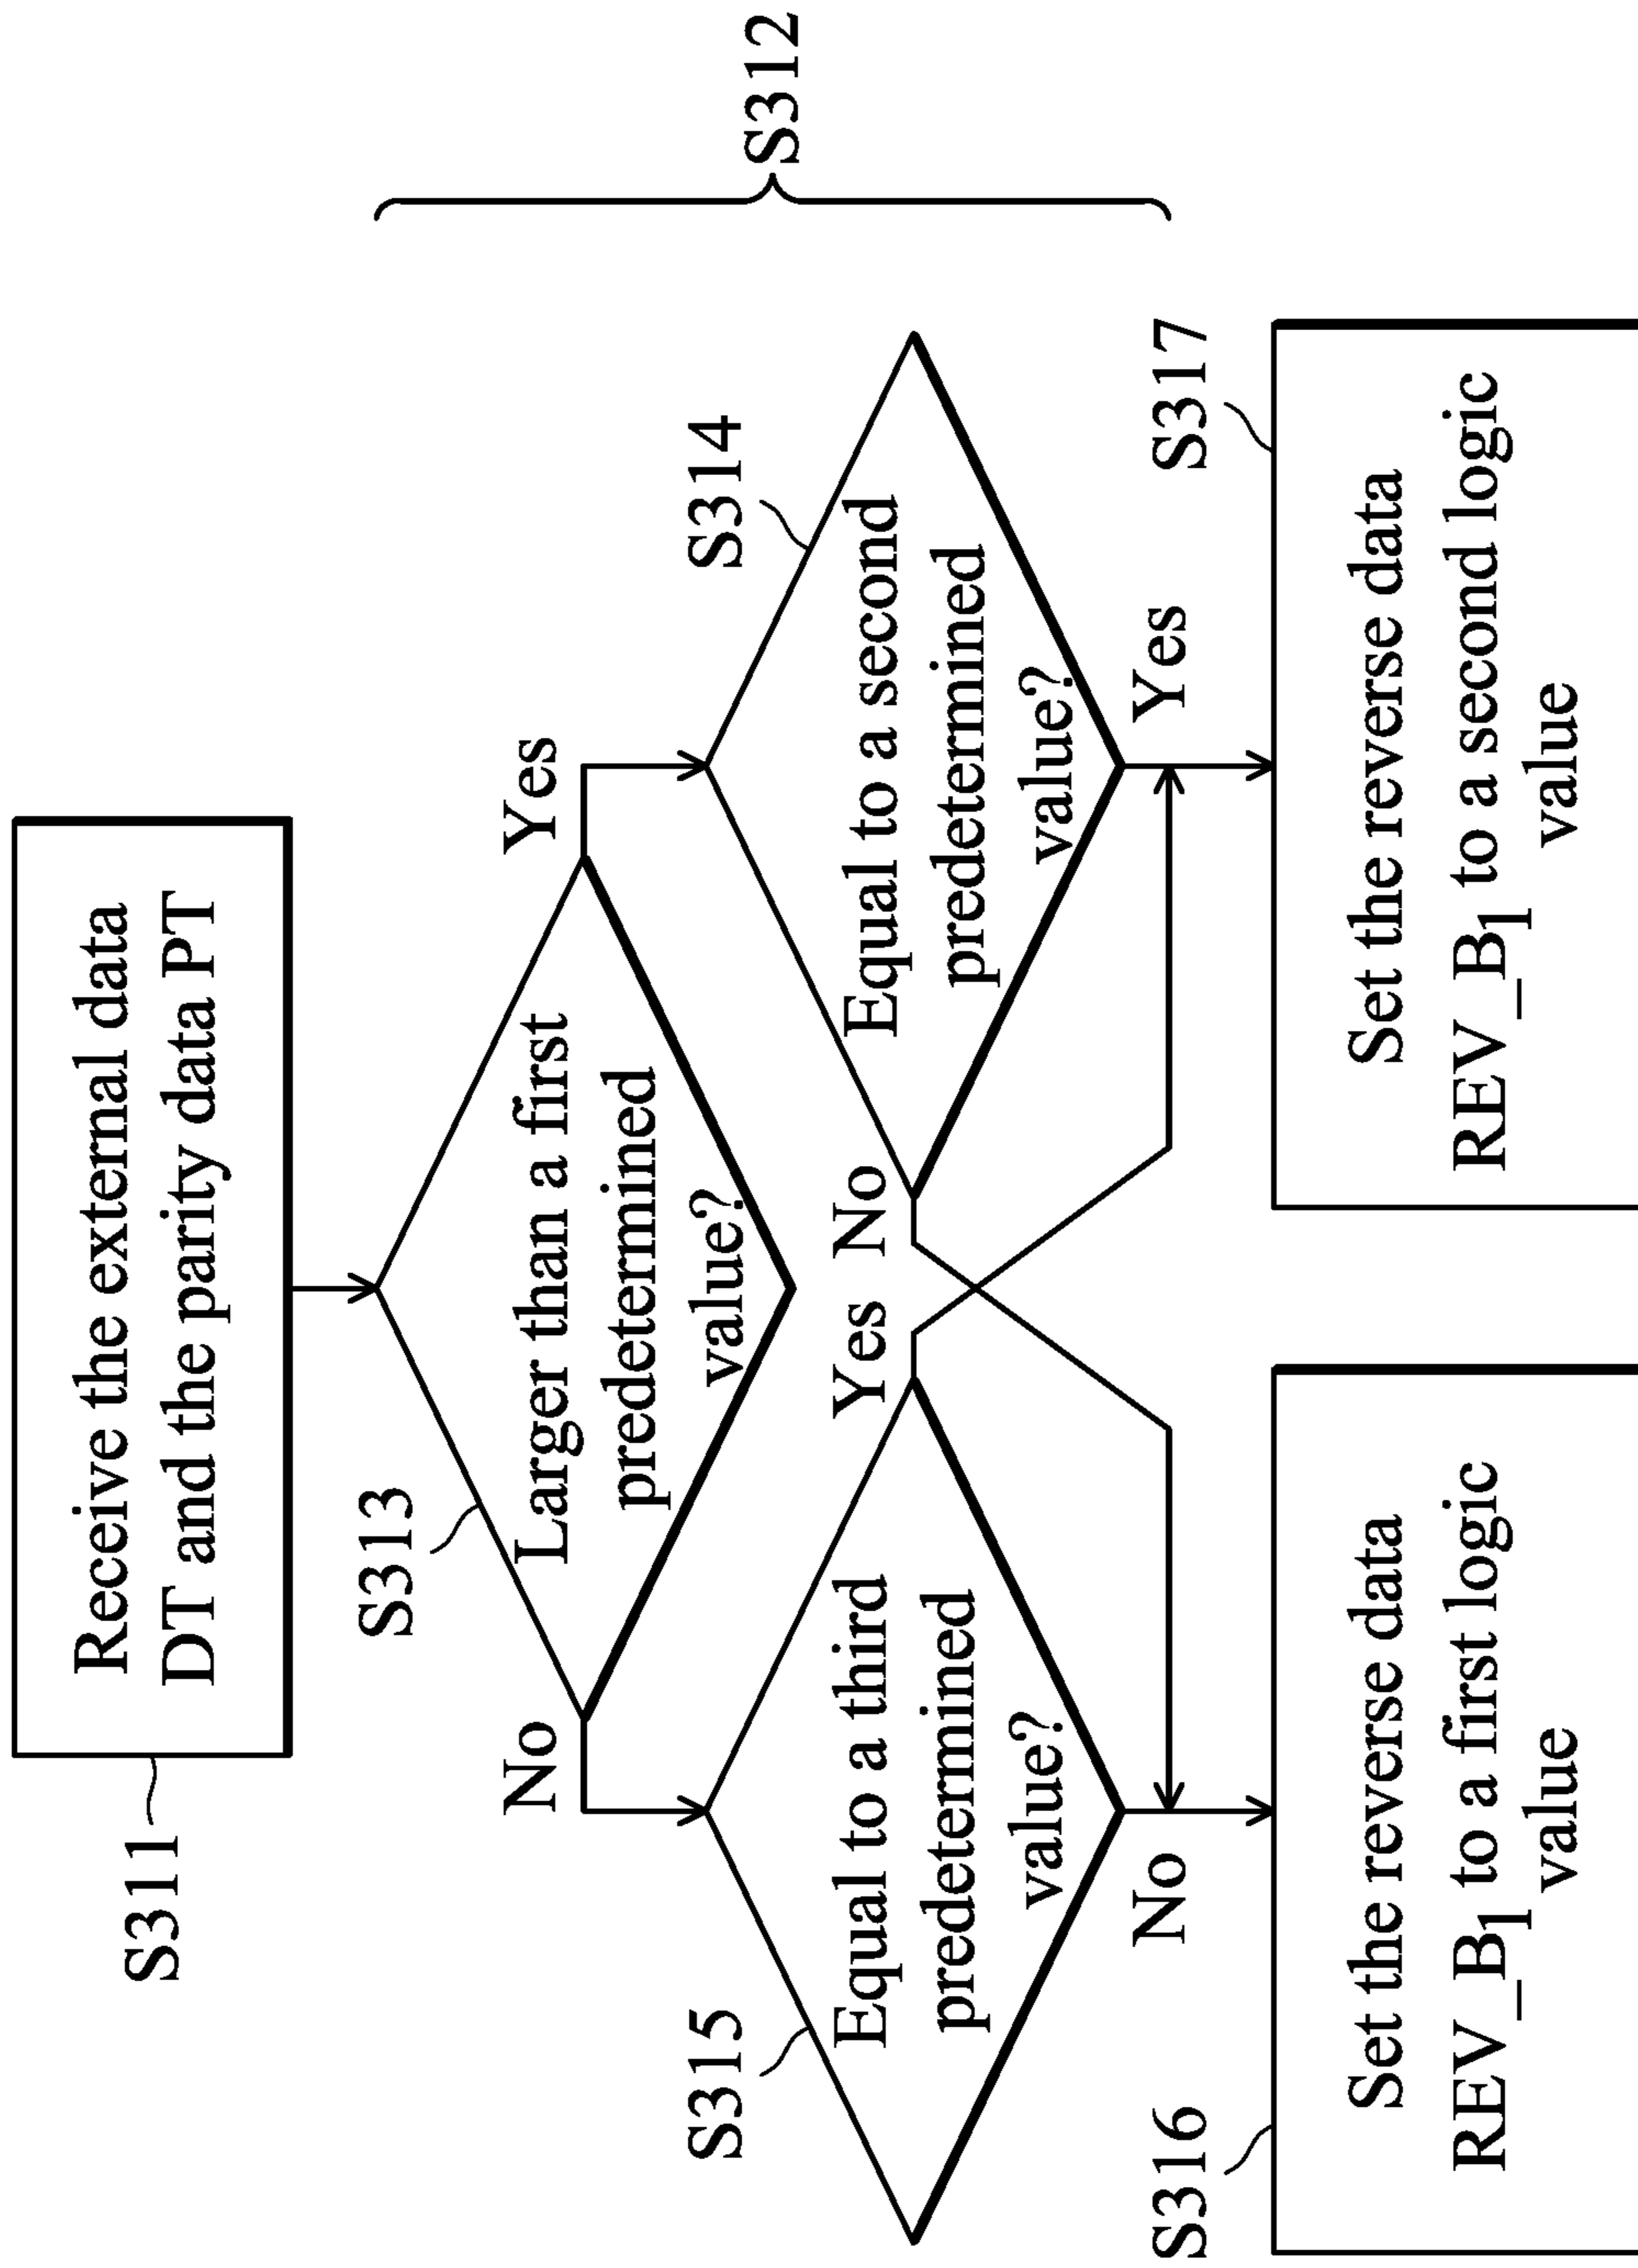 Receive the external data
DT and the parity data PT
S311
S313
Larger than a first
predetermined
value?
No
Yes
S312
S315
Equal to a third
predetermined
value?
Yes
No
S314
Equal to a second
predetermined
value?
No
Yes
S316
Set the reverse data
REV_B1 to a first logic
value
S317
Set the reverse data
REV_B1 to a second logic
value